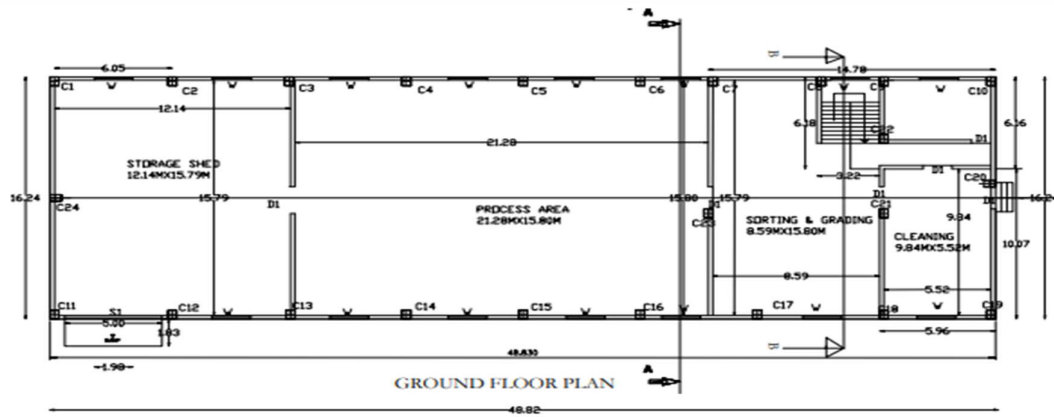 A
B
6.05
14.78
C1
W
C2
W
C3
W
C4
W
C5
W
C6
W
C7
C8
W
C9
W
C10
12.14
21.28
6.18
C22
D1
6.16
STORAGE SHED
12.14MX15.79M
3.22
D1
C20
16.24
15.79
D1
15.80
15.79
D1
D1
D1
16.24
C24
PROCESS AREA
21.28MX15.80M
C23
C21
SORTING & GRADING
8.59MX15.80M
9.84
CLEANING
9.84MX5.52M
10.07
8.59
5.52
C11
S1
C12
W
C13
W
C14
W
C15
W
C16
W
C17
W
C18
W
C19
5.00
1.83
5.96
B
48.830
1.98
GROUND FLOOR PLAN
A
48.82